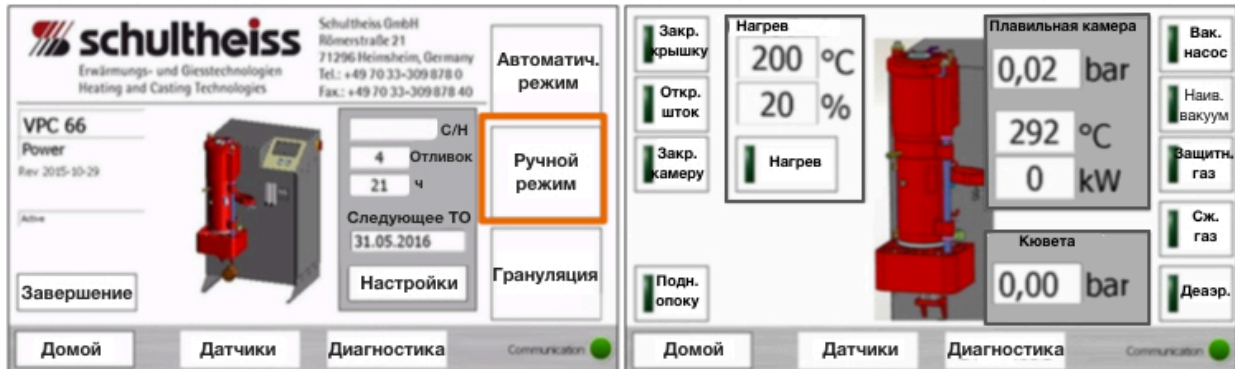 schultheiss
Erwärmungs- und Giesstechnologien
Heating and Casting Technologies
Schultheiss GmbH
Römerstraße 21
71296 Heimsheim, Germany
Tel.: +49 70 33-309 878 0
Fax.: +49 70 33-309 878 40
VPC 66
Power
Rev 2015-10-29
Active
Завершение
С/Н
4 Отливок
21 ч
Следующее ТО
31.05.2016
Настройки
Автоматич.
режим
Ручной
режим
Грануляция
Домой
Датчики
Диагностика
Communication
Закр.
крышку
Откр.
шток
Закр.
камеру
Подн.
опоку
Нагрев
200 °C
20 %
Нагрев
Плавильная камера
0,02 bar
292 °C
0 kW
Кювета
0,00 bar
Вак.
насос
Наив.
вакуум
Защитн.
газ
Сж.
газ
Деаэр.
Домой
Датчики
Диагностика
Communication